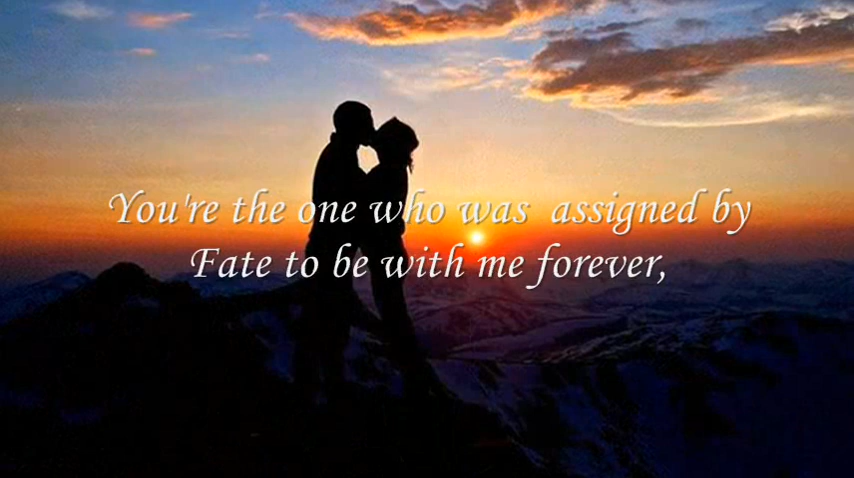 You're the one who was  assigned by
Fate to be with me forever,